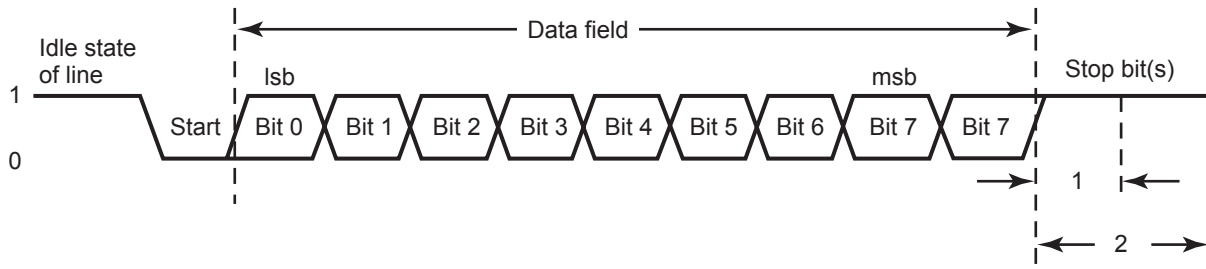 Data field
Idle state
of line
lsb
msb
Stop bit(s)
1
Start
Bit 0
Bit 1
Bit 2
Bit 3
Bit 4
Bit 5
Bit 6
Bit 7
Bit 7
0
1
2